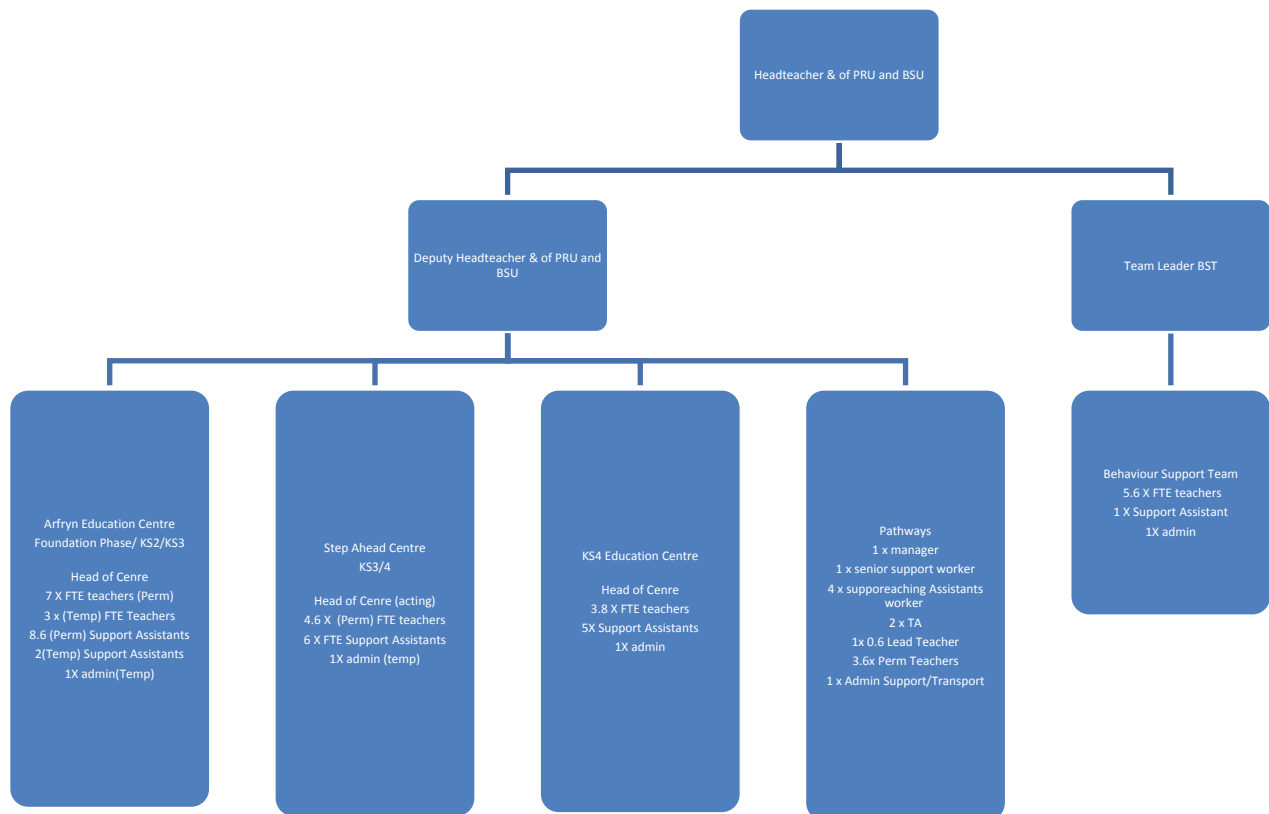 Headteacher & of PRU and BSU
Deputy Headteacher & of PRU and
BSU
Team Leader BST
Arfryn Education Centre
Foundation Phase/ KS2/KS3
Head of Cenre
7 X FTE teachers (Perm)
3 x (Temp) FTE Teachers
8.6 (Perm) Support Assistants
2(Temp) Support Assistants
1X admin(Temp)
Step Ahead Centre
KS3/4
Head of Cenre (acting)
4.6 X (Perm) FTE teachers
6 X FTE Support Assistants
1X admin (temp)
KS4 Education Centre
Head of Cenre
3.8 X FTE teachers
5X Support Assistants
1X admin
Pathways
1 x manager
1 x senior support worker
4 x supporeaching Assistants
worker
2 x TA
1x 0.6 Lead Teacher
3.6x Perm Teachers
1 x Admin Support/Transport
Behaviour Support Team
5.6 X FTE teachers
1 X Support Assistant
1X admin